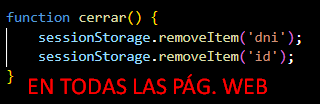 function cerrar() {
    sessionStorage.removeItem('dni');
    sessionStorage.removeItem('id');
}
EN TODAS LAS PÁG. WEB